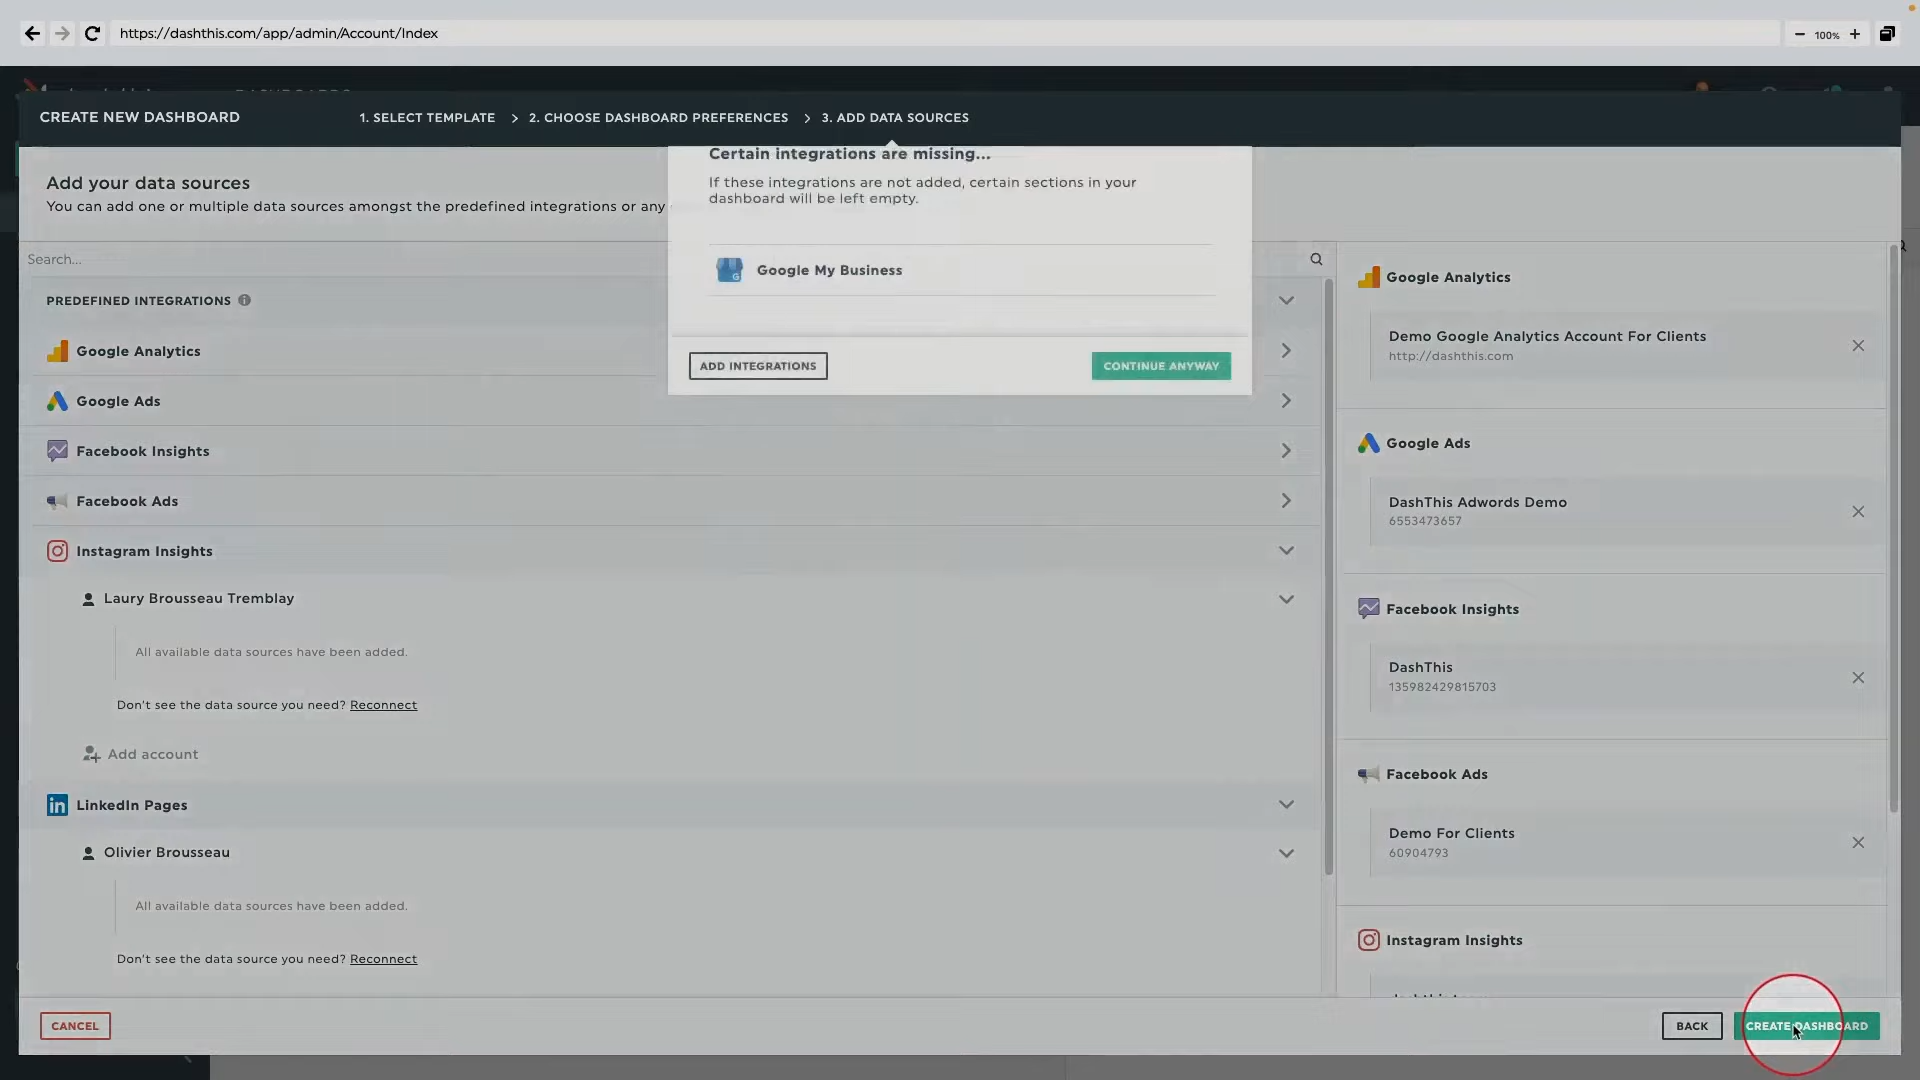 https://dashthis.com/app/admin/Account/Index
100%
CREATE NEW DASHBOARD
1. SELECT TEMPLATE > 2. CHOOSE DASHBOARD PREFERENCES > 3. ADD DATA SOURCES
Certain integrations are missing...
If these integrations are not added, certain sections in your
dashboard will be left empty.
Google My Business
ADD INTEGRATIONS
CONTINUE ANYWAY
Add your data sources
You can add one or multiple data sources amongst the predefined integrations or any
Search...
PREDEFINED INTEGRATIONS
Google Analytics
Google Ads
Facebook Insights
Facebook Ads
Instagram Insights
Laury Brousseau Tremblay
All available data sources have been added.
Don't see the data source you need? Reconnect
Add account
LinkedIn Pages
Olivier Brousseau
All available data sources have been added.
Don't see the data source you need? Reconnect
Google Analytics
Demo Google Analytics Account For Clients
http://dashthis.com
Google Ads
DashThis Adwords Demo
6553473657
Facebook Insights
DashThis
135982429815703
Facebook Ads
Demo For Clients
60904793
Instagram Insights
CANCEL
BACK
CREATE DASHBOARD